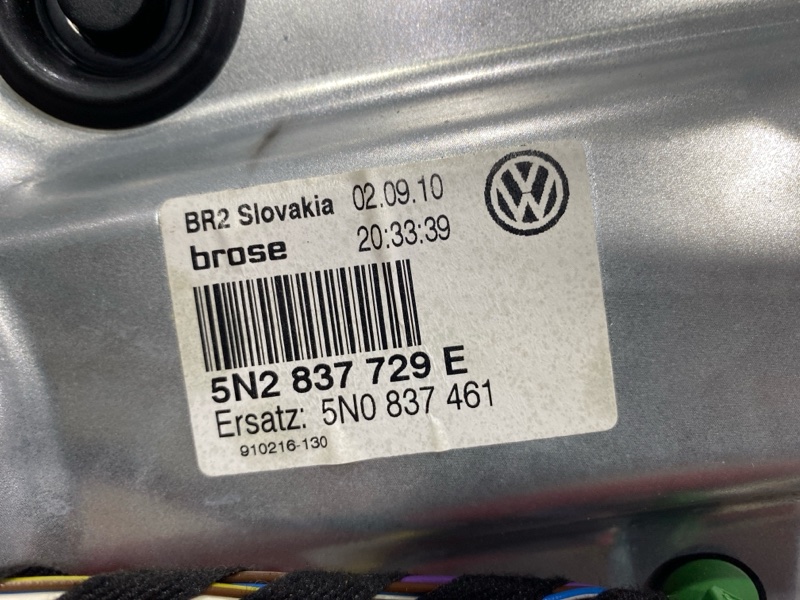 BR2 Slovakia 02.09.10
brose 20:33:39
5N2 837 729 E
Ersatz: 5N0 837 461
910216-130